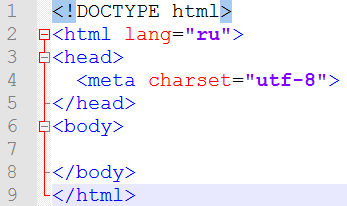 1 <!DOCTYPE html>
2 <html lang="ru">
3 <head>
4   <meta charset="utf-8">
5 </head>
6 <body>
7
8 </body>
9 </html>